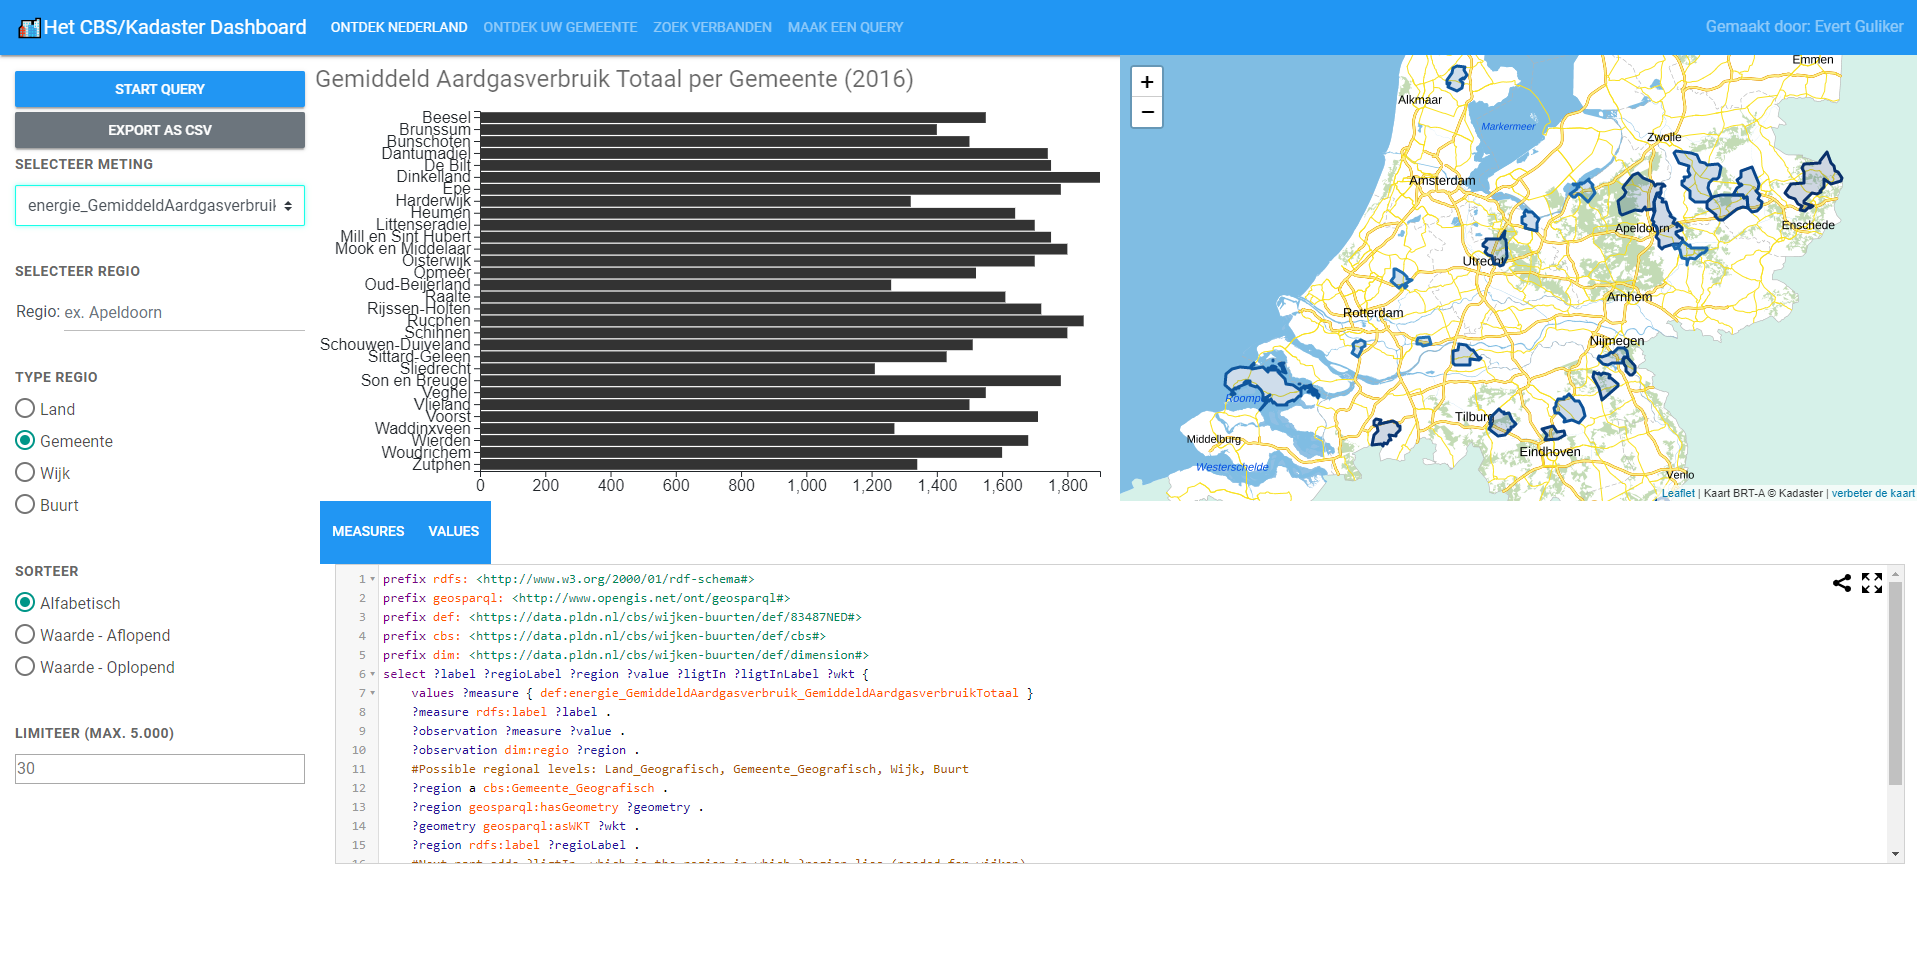 Het CBS/Kadaster Dashboard
ONTDEK NEDERLAND
ONTDEK UW GEMEENTE
ZOEK VERBANDEN
MAAK EEN QUERY
Gemaakt door: Evert Guliker
START QUERY
EXPORT AS CSV
SELECTEER METING
energie_GemiddeldAardgasverbruik
SELECTEER REGIO
Regio: ex. Apeldoorn
TYPE REGIO
Land
Gemeente
Wijk
Buurt
SORTEER
Alfabetisch
Waarde - Aflopend
Waarde - Oplopend
LIMITEER (MAX. 5.000)
30
Gemiddeld Aardgasverbruik Totaal per Gemeente (2016)
Beesel
Brunssum
Bunschoten
Dantumadiel
De Bilt
Dinkelland
Epe
Harderwijk
Heumen
Littenseradiel
Mill en Sint Hubert
Mook en Middelaar
Oisterwijk
Opmeer
Oud-Beijerland
Raalte
Rijssen-Holten
Rucphen
Schinnen
Schouwen-Duiveland
Sittard-Geleen
Sliedrecht
Son en Breugel
Veghel
Vlieland
Voorst
Waddinxveen
Wierden
Woudrichem
Zutphen
0 200 400 600 800 1,000 1,200 1,400 1,600 1,800
+
−
Emmen
Alkmaar
Markermeer
Zwolle
Amsterdam
Apeldoorn
Enschede
Utrecht
Arnhem
Rotterdam
Nijmegen
Roomp
Tilburg
Middelburg
Eindhoven
Westerschelde
Venlo
Leaflet | Kaart BRT-A © Kadaster | verbeter de kaart
MEASURES
VALUES
1 prefix rdfs: <http://www.w3.org/2000/01/rdf-schema#>
2 prefix geosparql: <http://www.opengis.net/ont/geosparql#>
3 prefix def: <https://data.pldn.nl/cbs/wijken-buurten/def/83487NED#>
4 prefix cbs: <https://data.pldn.nl/cbs/wijken-buurten/def/cbs#>
5 prefix dim: <https://data.pldn.nl/cbs/wijken-buurten/def/dimension#>
6 select ?label ?regioLabel ?region ?value ?ligtIn ?ligtInLabel ?wkt {
7 values ?measure { def:energie_GemiddeldAardgasverbruik_GemiddeldAardgasverbruikTotaal }
8 ?measure rdfs:label ?label .
9 ?observation ?measure ?value .
10 ?observation dim:regio ?region .
11 #Possible regional levels: Land_Geografisch, Gemeente_Geografisch, Wijk, Buurt
12 ?region a cbs:Gemeente_Geografisch .
13 ?region geosparql:hasGeometry ?geometry .
14 ?geometry geosparql:asWKT ?wkt .
15 ?region rdfs:label ?regioLabel .